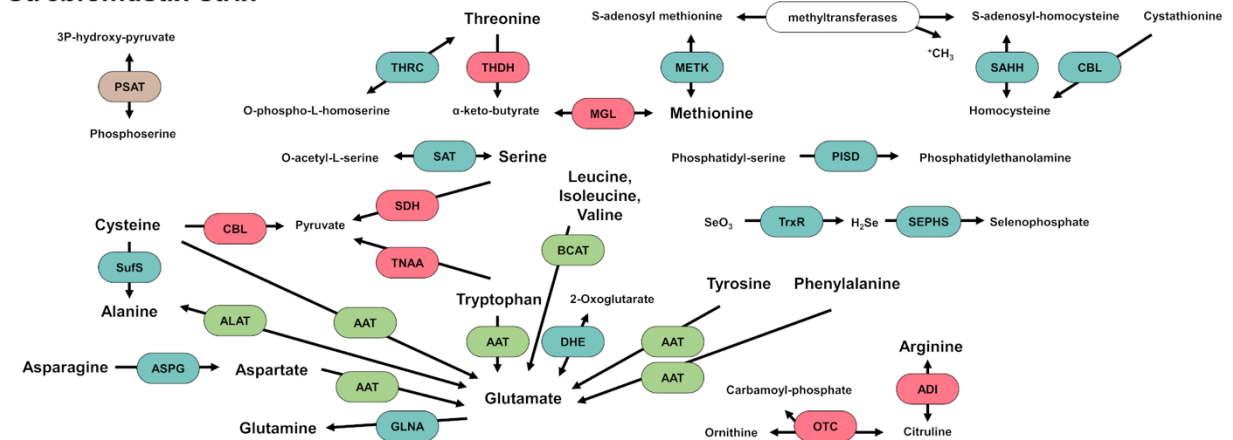 Threonine
S-adenosyl methionine
methyltransferases
S-adenosyl-homocysteine
Cystathionine
3P-hydroxy-pyruvate
⁺CH₃
THRC
THDH
METK
SAHH
CBL
PSAT
O-phospho-L-homoserine
α-keto-butyrate
MGL
Methionine
Homocysteine
Phosphoserine
O-acetyl-L-serine
SAT
Serine
Phosphatidyl-serine
PISD
Phosphatidylethanolamine
Leucine,
Isoleucine,
Valine
SDH
Cysteine
CBL
Pyruvate
SeO₃
TrxR
H₂Se
SEPHS
Selenophosphate
BCAT
SufS
TNAA
Tyrosine
Phenylalanine
Tryptophan
2-Oxoglutarate
Alanine
ALAT
AAT
AAT
DHE
AAT
Arginine
Asparagine
ASPG
Aspartate
AAT
AAT
Carbamoyl-phosphate
ADI
Glutamate
Glutamine
GLNA
Ornithine
OTC
Citruline